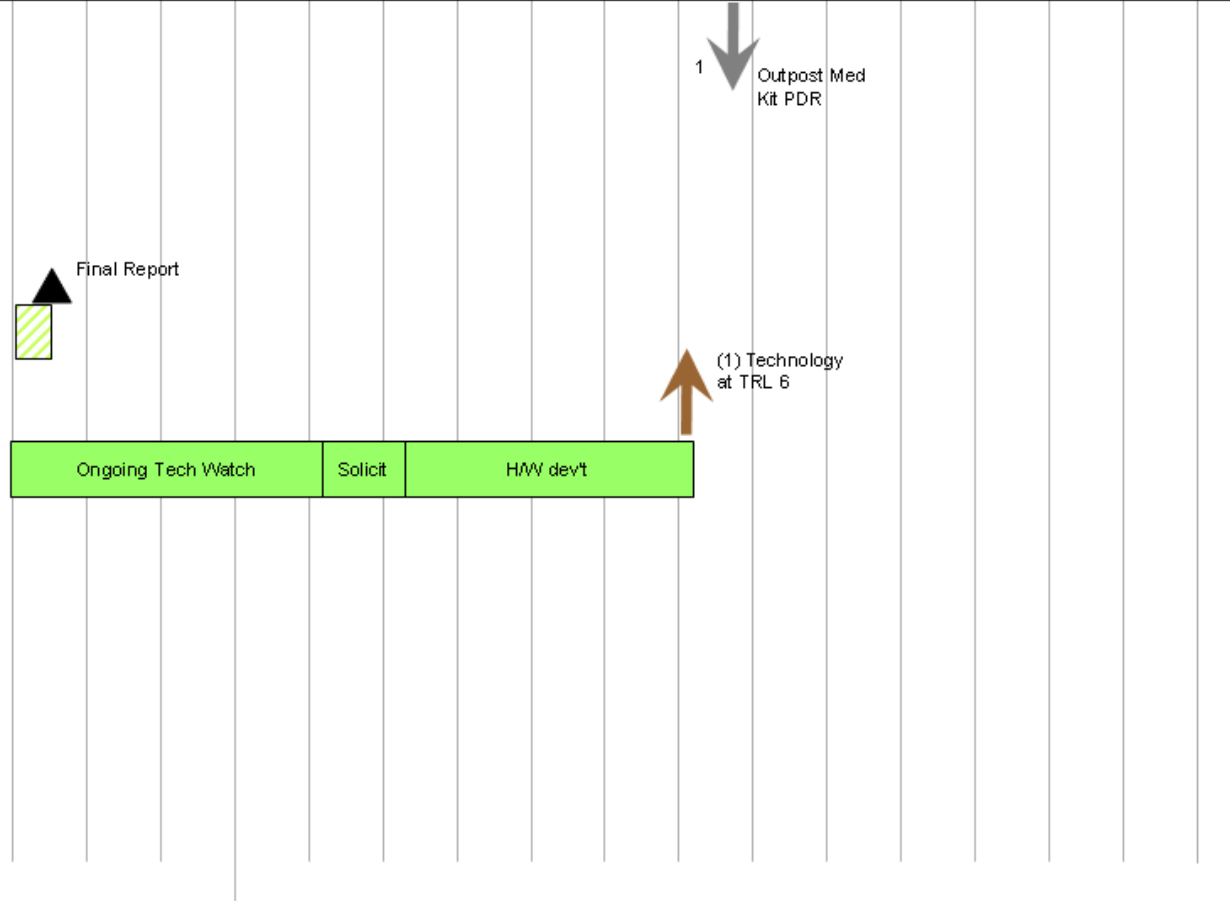 1
Outpost Med
Kit PDR
Final Report
(1) Technology
at TRL 6
Ongoing Tech Watch
Solicit
H/W dev't